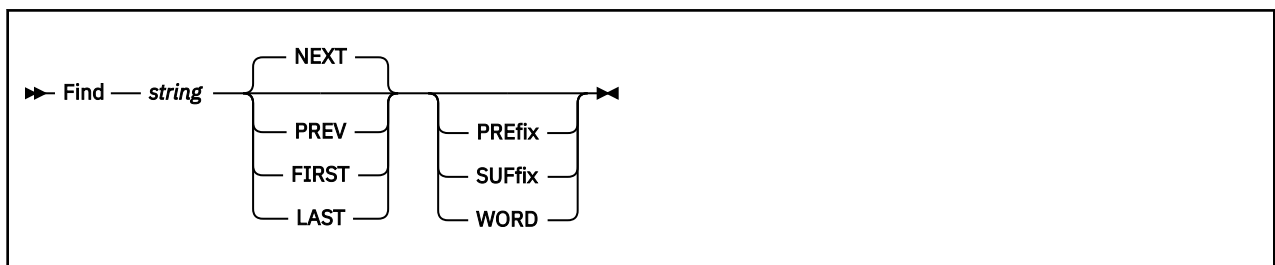 NEXT
Find string
PREV PREfix
FIRST SUFfix
LAST WORD